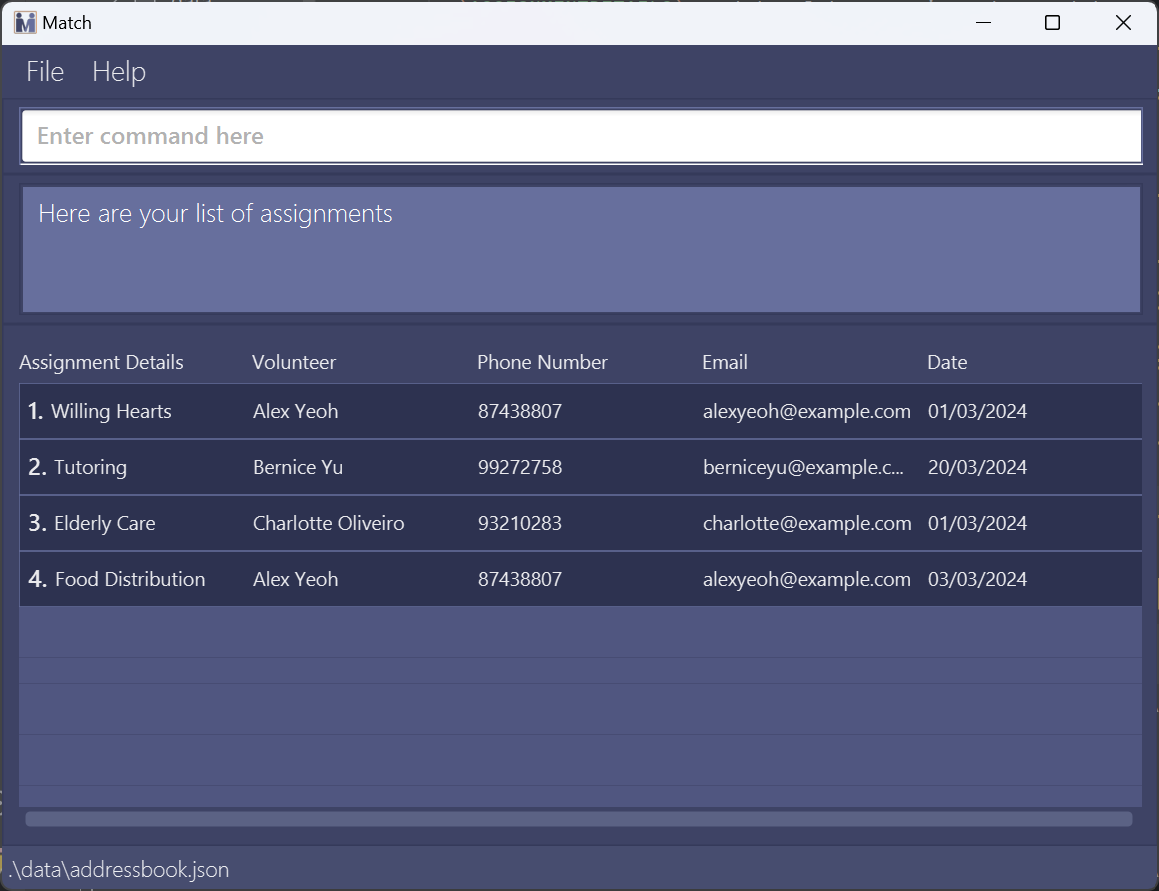 Match
File Help
Enter command here
Here are your list of assignments
Assignment Details Volunteer Phone Number Email Date
1. Willing Hearts Alex Yeoh 87438807 alexyeoh@example.com 01/03/2024
2. Tutoring Bernice Yu 99272758 berniceyu@example.c... 20/03/2024
3. Elderly Care Charlotte Oliveiro 93210283 charlotte@example.com 01/03/2024
4. Food Distribution Alex Yeoh 87438807 alexyeoh@example.com 03/03/2024
.\data\addressbook.json